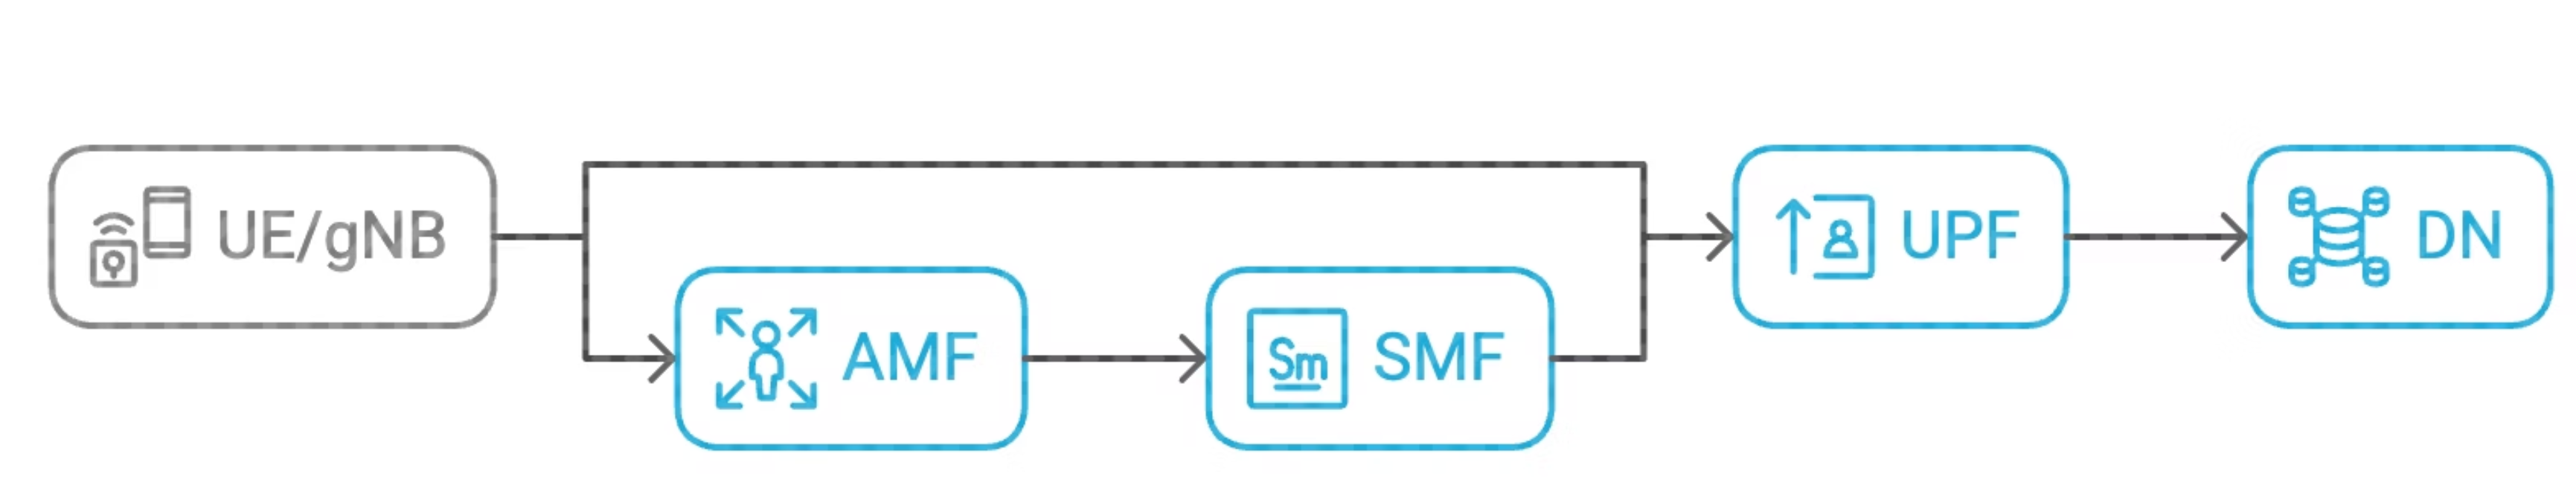 UE/gNB
AMF
Sm
SMF
UPF
DN